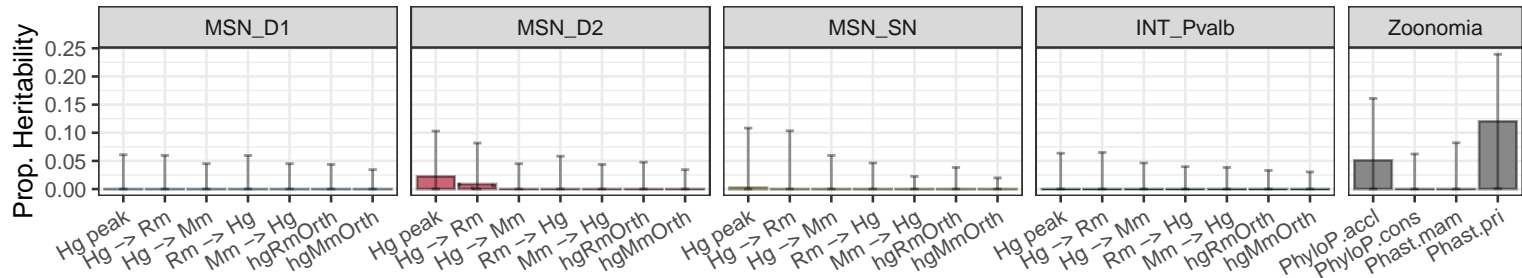 MSN_D1 MSN_D2 MSN_SN INT_Pvalb Zoonomia
Prop. Heritability
0.25
0.20
0.15
0.10
0.05
0.00
Hg peak Hg -> Rm Hg -> Mm Rm -> Hg Mm -> Hg hgRmOrth hgMmOrth Hg peak Hg -> Rm Hg -> Mm Rm -> Hg Mm -> Hg hgRmOrth hgMmOrth Hg peak Hg -> Rm Hg -> Mm Rm -> Hg Mm -> Hg hgRmOrth hgMmOrth Hg peak Hg -> Rm Hg -> Mm Rm -> Hg Mm -> Hg hgRmOrth hgMmOrth PhyloP.accl PhyloP.cons Phast.mam Phast.pri